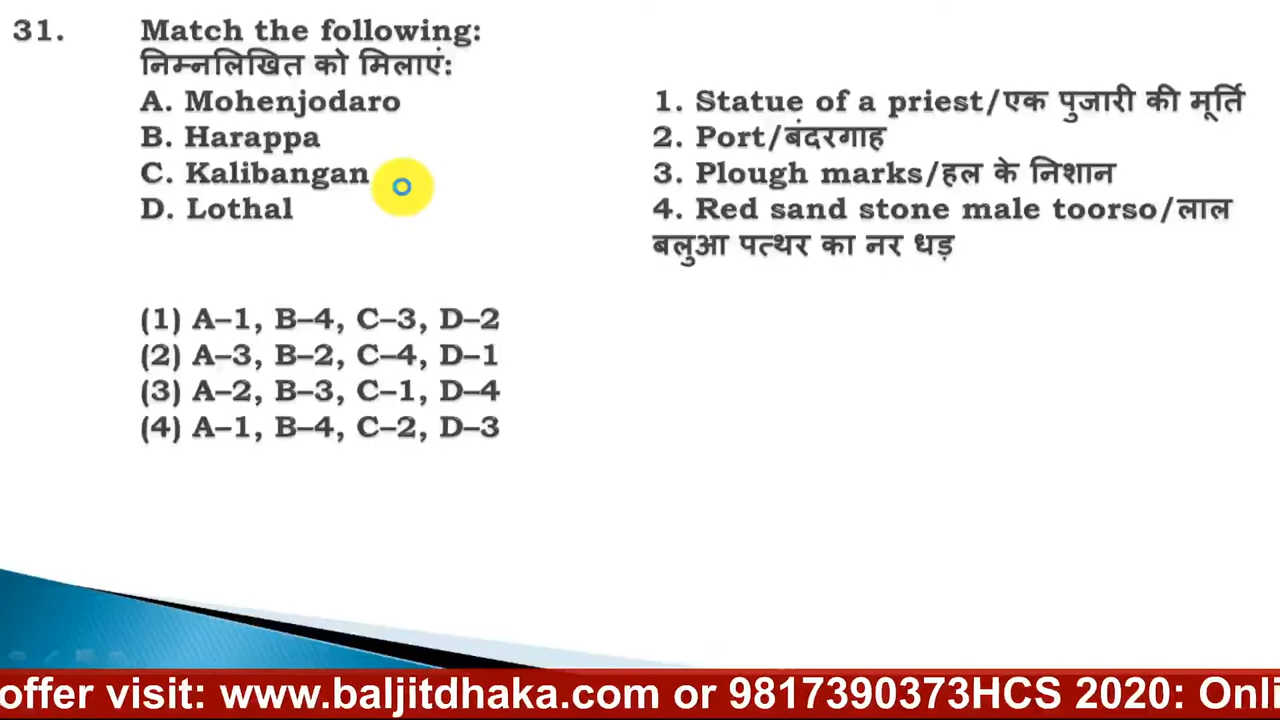 31. Match the following:
निम्नलिखित को मिलाएं:
A. Mohenjodaro 1. Statue of a priest/एक पुजारी की मूर्ति
B. Harappa 2. Port/बंदरगाह
C. Kalibangan 3. Plough marks/हल के निशान
D. Lothal 4. Red sand stone male toorso/लाल
बलुआ पत्थर का नर धड़
(1) A–1, B–4, C–3, D–2
(2) A–3, B–2, C–4, D–1
(3) A–2, B–3, C–1, D–4
(4) A–1, B–4, C–2, D–3
offer visit: www.baljitdhaka.com or 9817390373HCS 2020: Onli